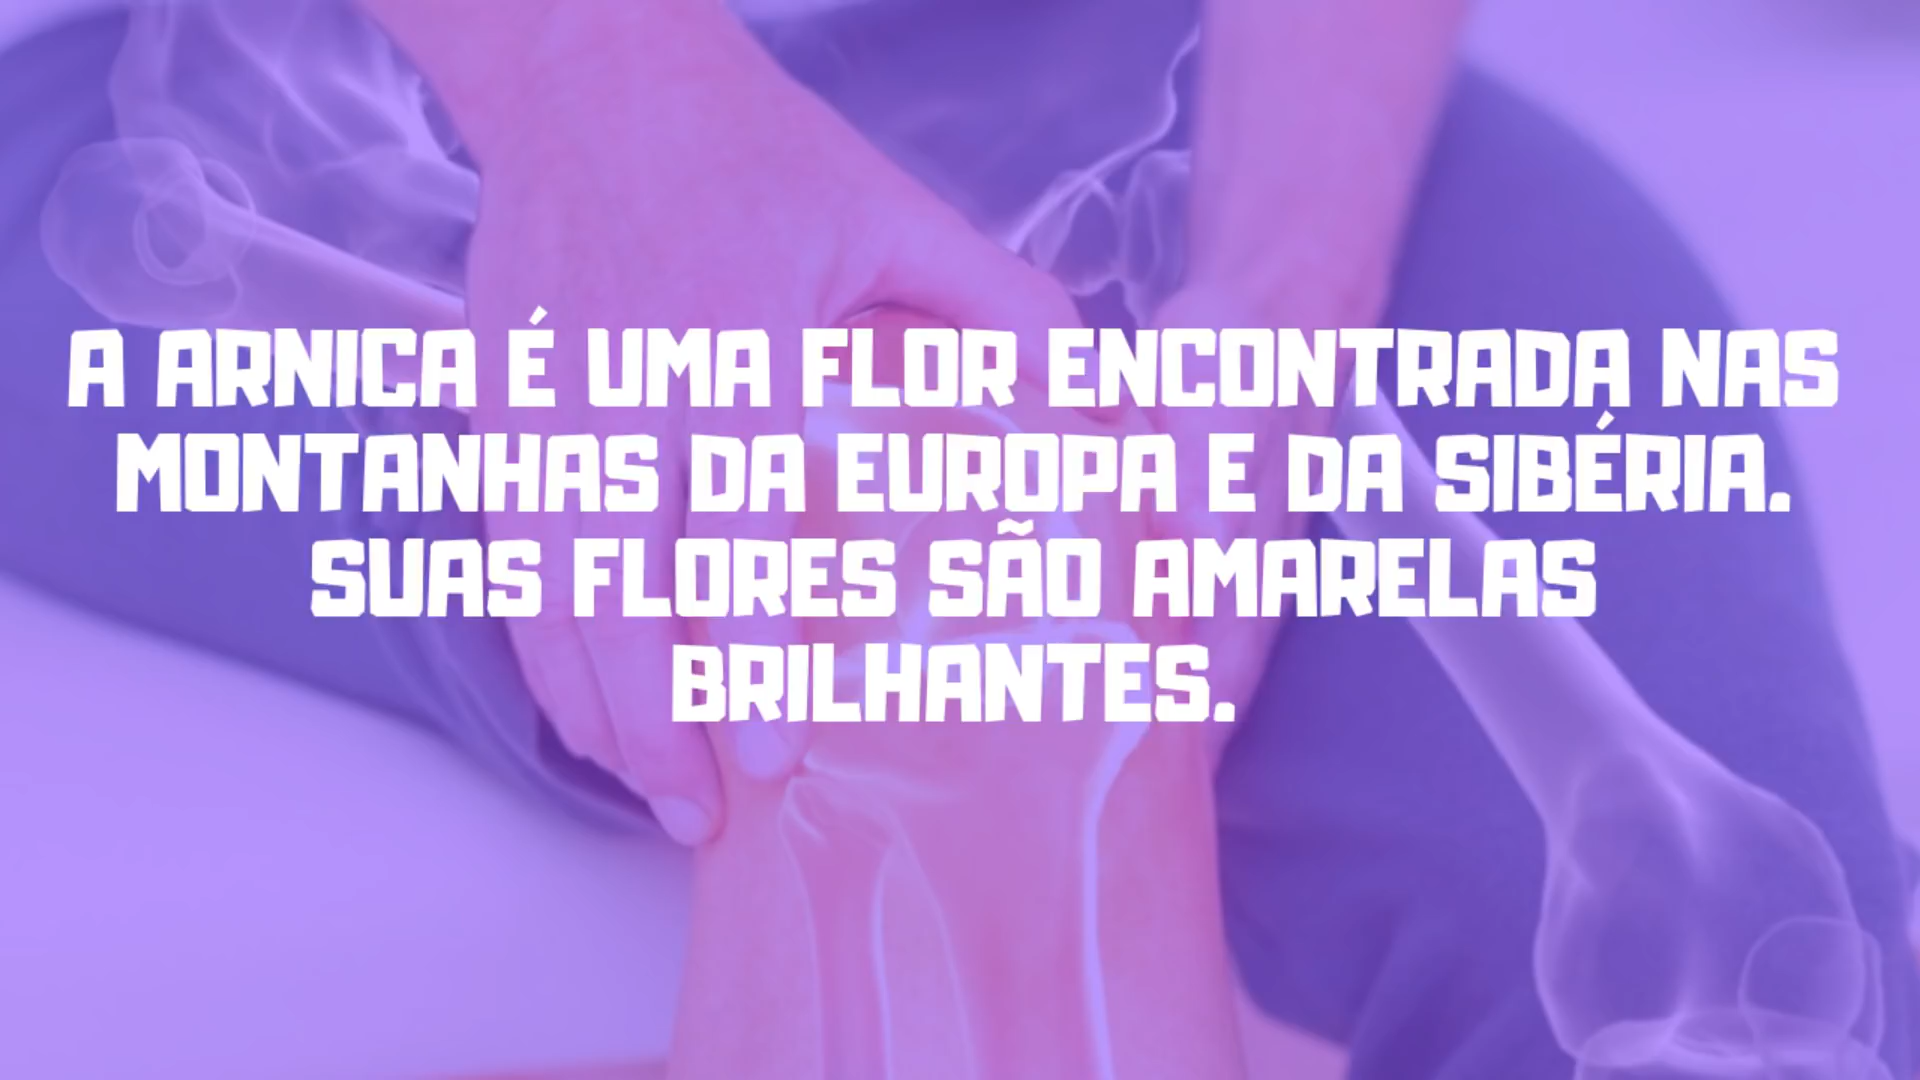 A ARNICA É UMA FLOR ENCONTRADA NAS
MONTANHAS DA EUROPA E DA SIBÉRIA.
SUAS FLORES SÃO AMARELAS
BRILHANTES.